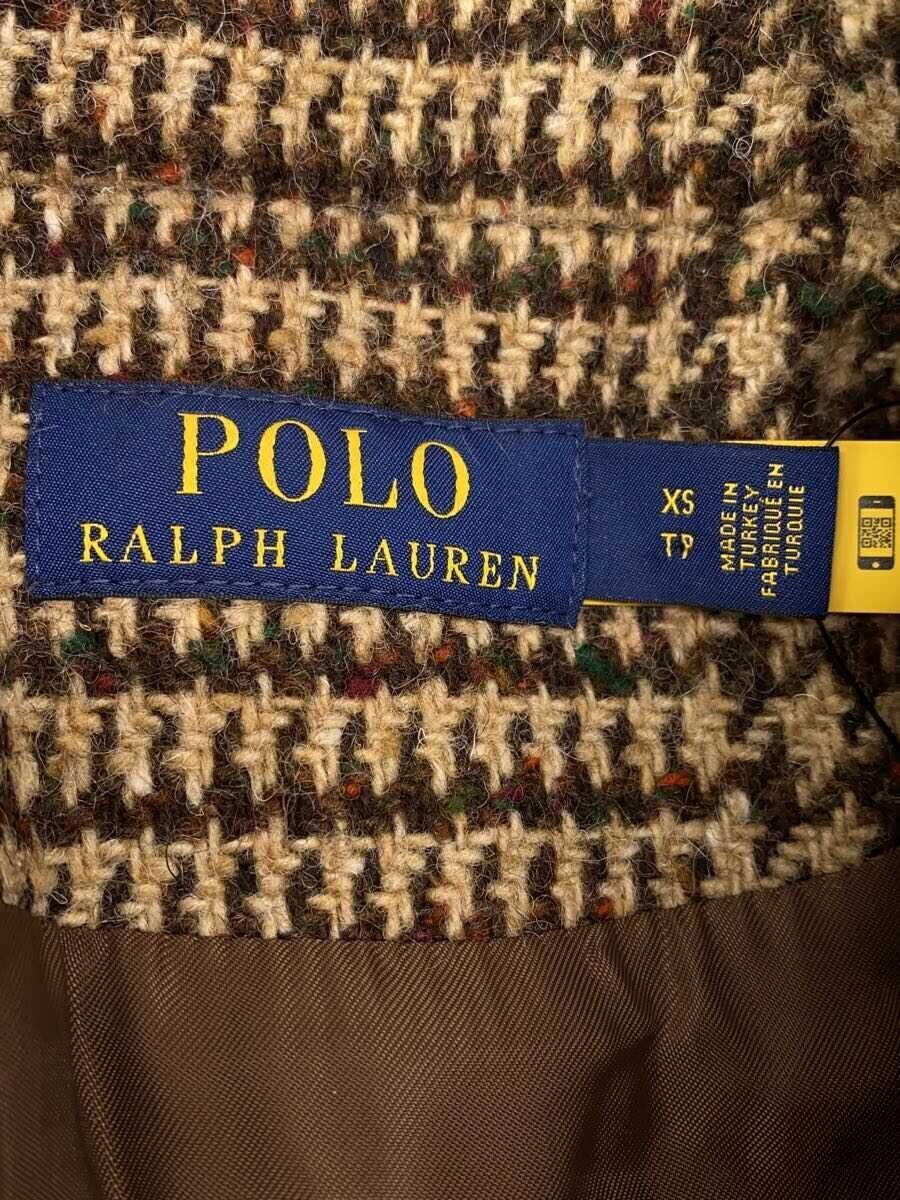 POLO
RALPH LAUREN
XS
TP
MADE IN
TURKEY
FABRIQUÉ EN
TURQUIE